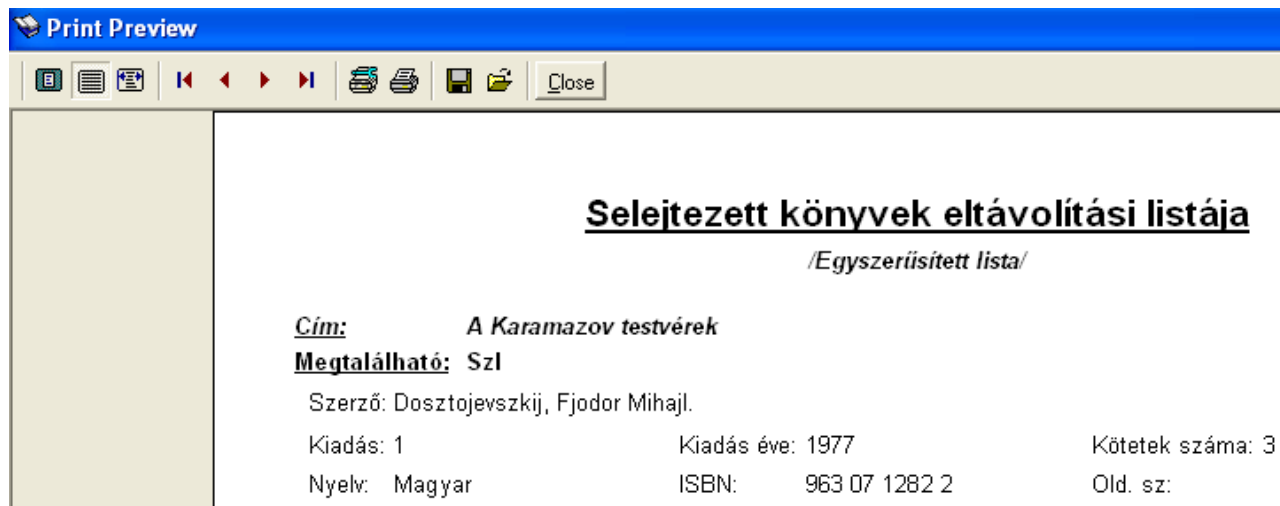 Print Preview
Close
Selejtezett könyvek eltávolítási listája
/Egyszerűsített lista/
Cím: A Karamazov testvérek
Megtalálható: Szl
Szerző: Dosztojevszkij, Fjodor Mihajl.
Kiadás: 1 Kiadás éve: 1977 Kötetek száma: 3
Nyelv: Magyar ISBN: 963 07 1282 2 Old. sz: